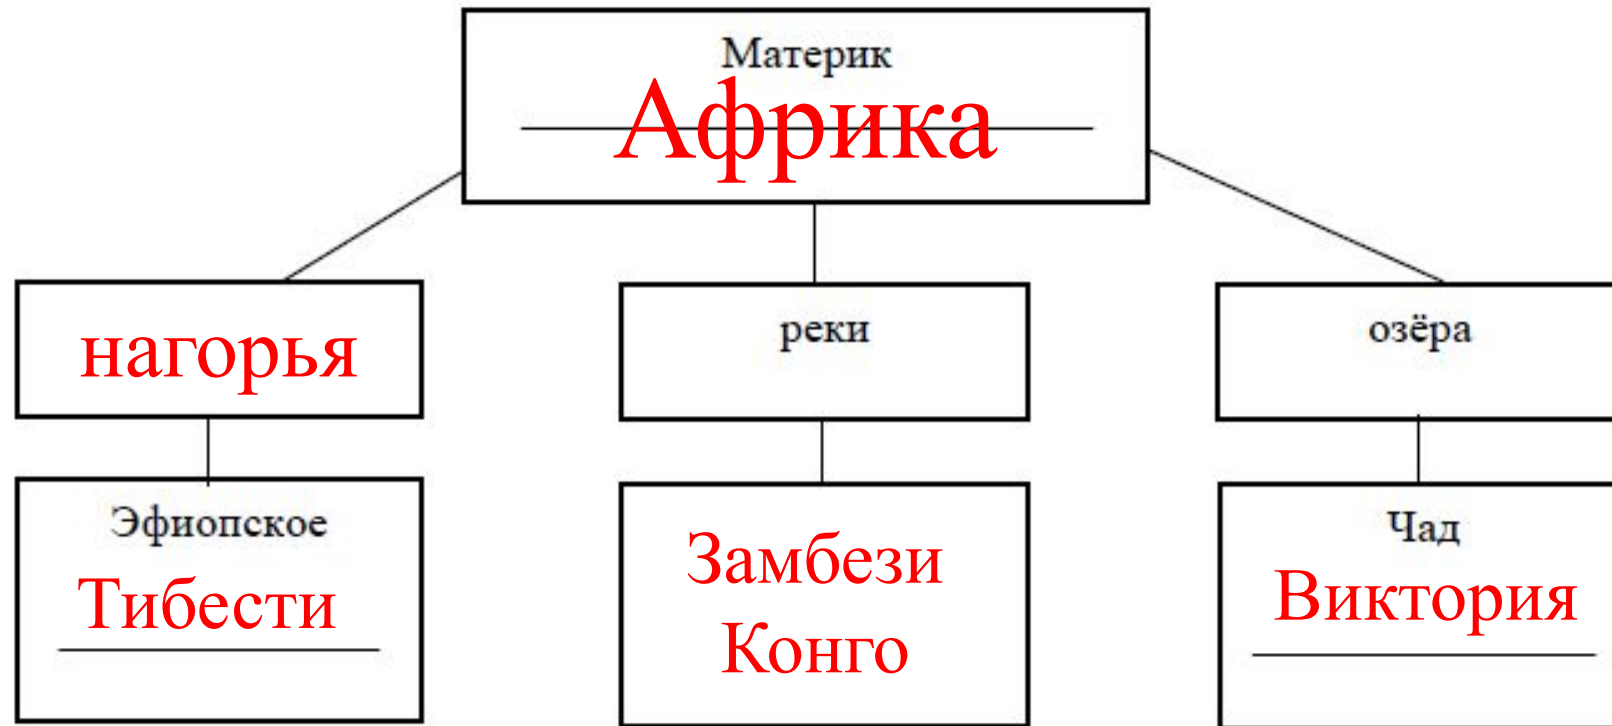 Материк
Африка
нагорья
реки
озёра
Эфиопское
Тибести
Замбези
Конго
Чад
Виктория